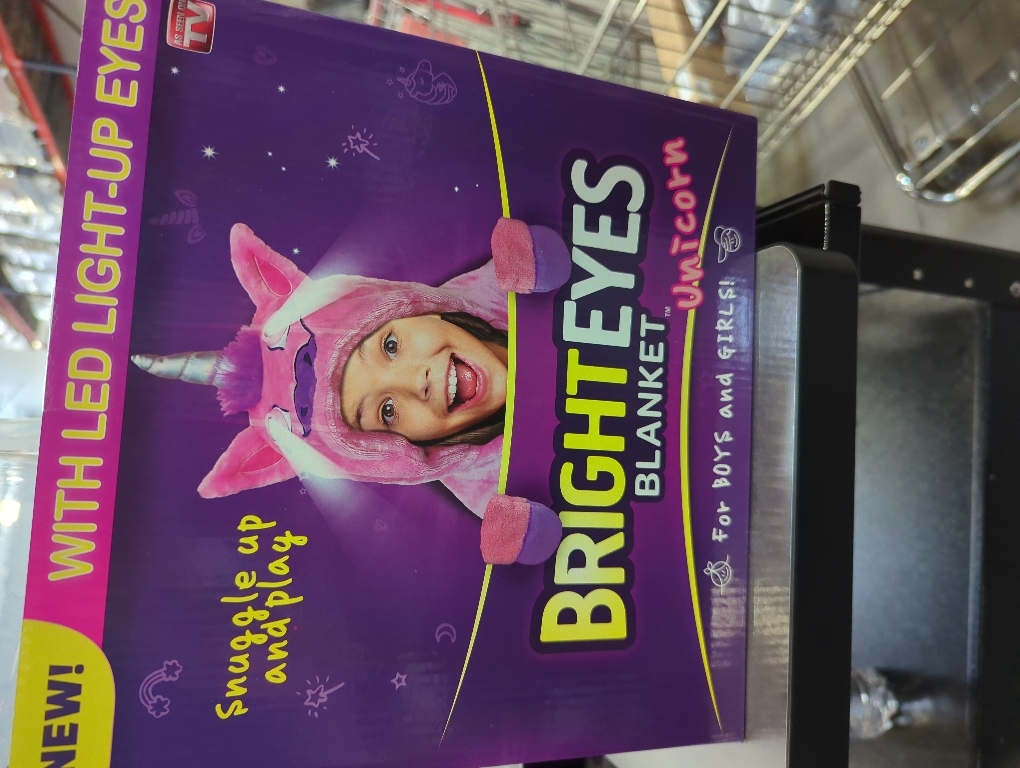 NEW!
WITH LED LIGHT-UP EYES
AS SEEN ON
TV
Snuggle up
and play
BRIGHT EYES
BLANKET™
Unicorn
For BOYS and GIRLS!